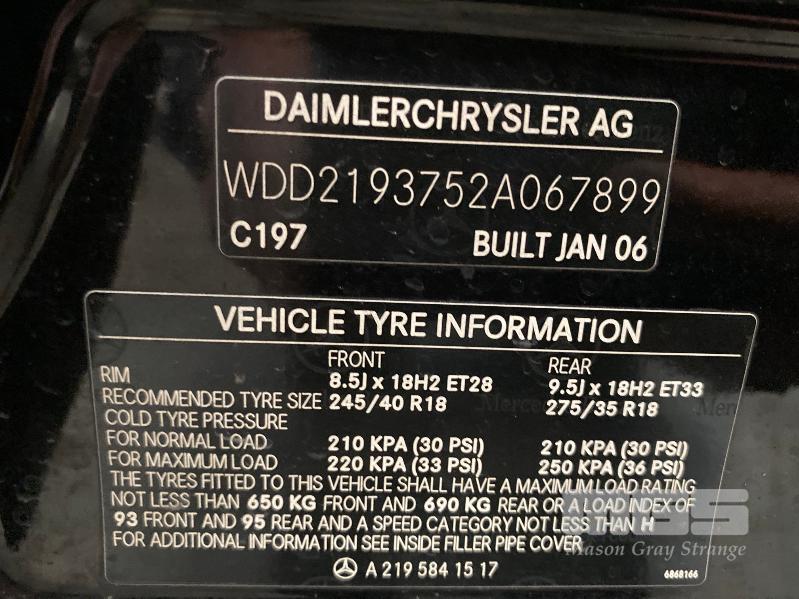 DAIMLERCHRYSLER AG
WDD2193752A067899
C197 BUILT JAN 06
VEHICLE TYRE INFORMATION
FRONT REAR
RIM 8.5J x 18H2 ET28 9.5J x 18H2 ET33
RECOMMENDED TYRE SIZE 245/40 R18 275/35 R18
COLD TYRE PRESSURE
FOR NORMAL LOAD 210 KPA (30 PSI) 210 KPA (30 PSI)
FOR MAXIMUM LOAD 220 KPA (33 PSI) 250 KPA (36 PSI)
THE TYRES FITTED TO THIS VEHICLE SHALL HAVE A MAXIMUM LOAD RATING
NOT LESS THAN 650 KG FRONT AND 690 KG REAR OR A LOAD INDEX OF
93 FRONT AND 95 REAR AND A SPEED CATEGORY NOT LESS THAN H
FOR ADDITIONAL INFORMATION SEE INSIDE FILLER PIPE COVER
A 219 584 15 17
6868166
Mason Gray Strange